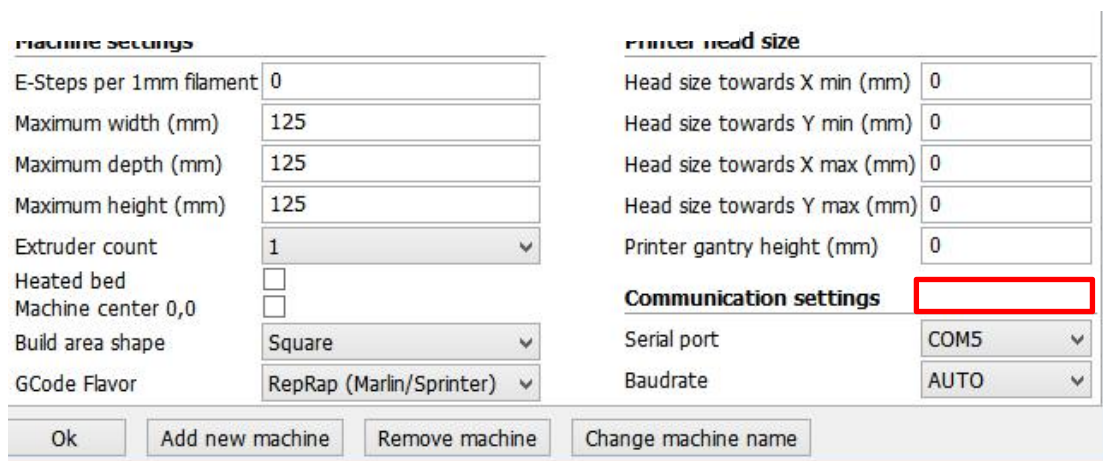 Machine settings
E-Steps per 1mm filament 0
Maximum width (mm) 125
Maximum depth (mm) 125
Maximum height (mm) 125
Extruder count 1
Heated bed
Machine center 0,0
Build area shape Square
GCode Flavor RepRap (Marlin/Sprinter)
Printer head size
Head size towards X min (mm) 0
Head size towards Y min (mm) 0
Head size towards X max (mm) 0
Head size towards Y max (mm) 0
Printer gantry height (mm) 0
Communication settings
Serial port COM5
Baudrate AUTO
Ok Add new machine Remove machine Change machine name